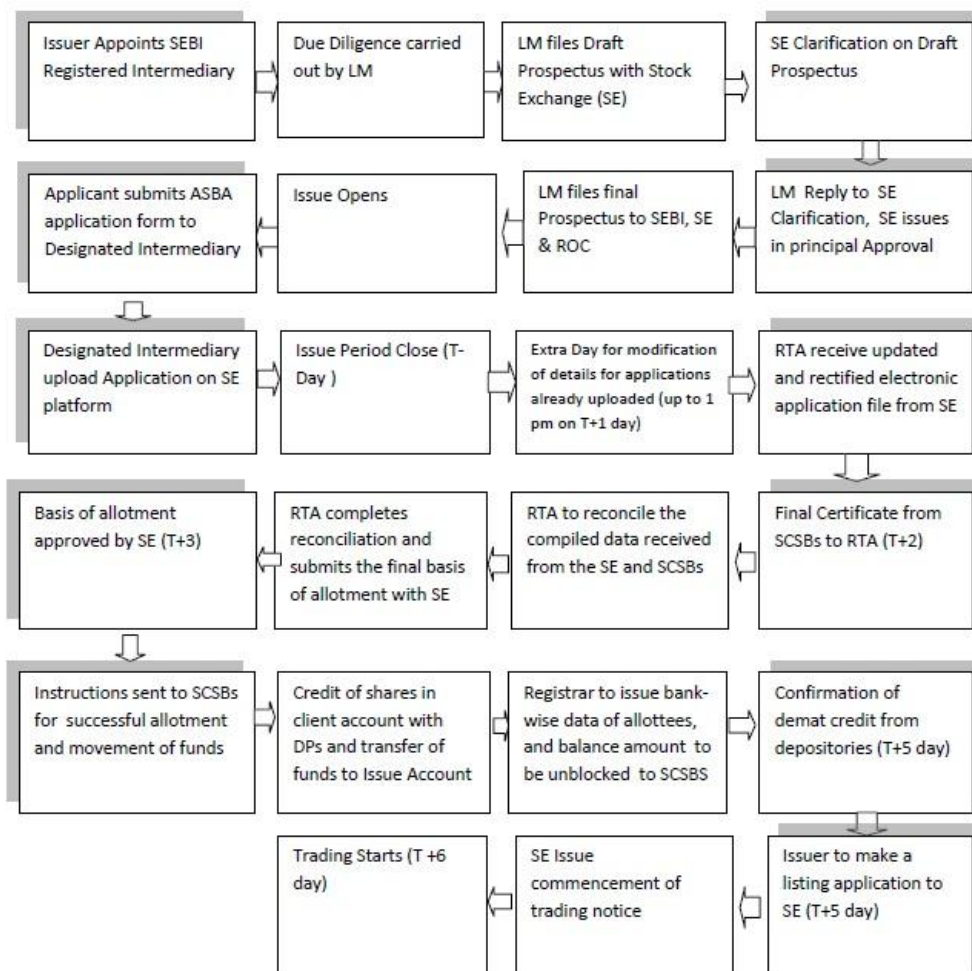 Issuer Appoints SEBI
Registered Intermediary
Due Diligence carried
out by LM
LM files Draft
Prospectus with Stock
Exchange (SE)
SE Clarification on Draft
Prospectus
LM Reply to SE
Clarification, SE issues
in principal Approval
LM files final
Prospectus to SEBI, SE
& ROC
Issue Opens
Applicant submits ASBA
application form to
Designated Intermediary
Designated Intermediary
upload Application on SE
platform
Issue Period Close (T-
Day )
Extra Day for modification
of details for applications
already uploaded (up to 1
pm on T+1 day)
RTA receive updated
and rectified electronic
application file from SE
Final Certificate from
SCSBs to RTA (T+2)
RTA to reconcile the
compiled data received
from the SE and SCSBs
RTA completes
reconciliation and
submits the final basis
of allotment with SE
Basis of allotment
approved by SE (T+3)
Instructions sent to SCSBs
for successful allotment
and movement of funds
Credit of shares in
client account with
DPs and transfer of
funds to Issue Account
Registrar to issue bank-
wise data of allottees,
and balance amount to
be unblocked to SCSBS
Confirmation of
demat credit from
depositories (T+5 day)
Issuer to make a
listing application to
SE (T+5 day)
SE Issue
commencement of
trading notice
Trading Starts (T +6
day)